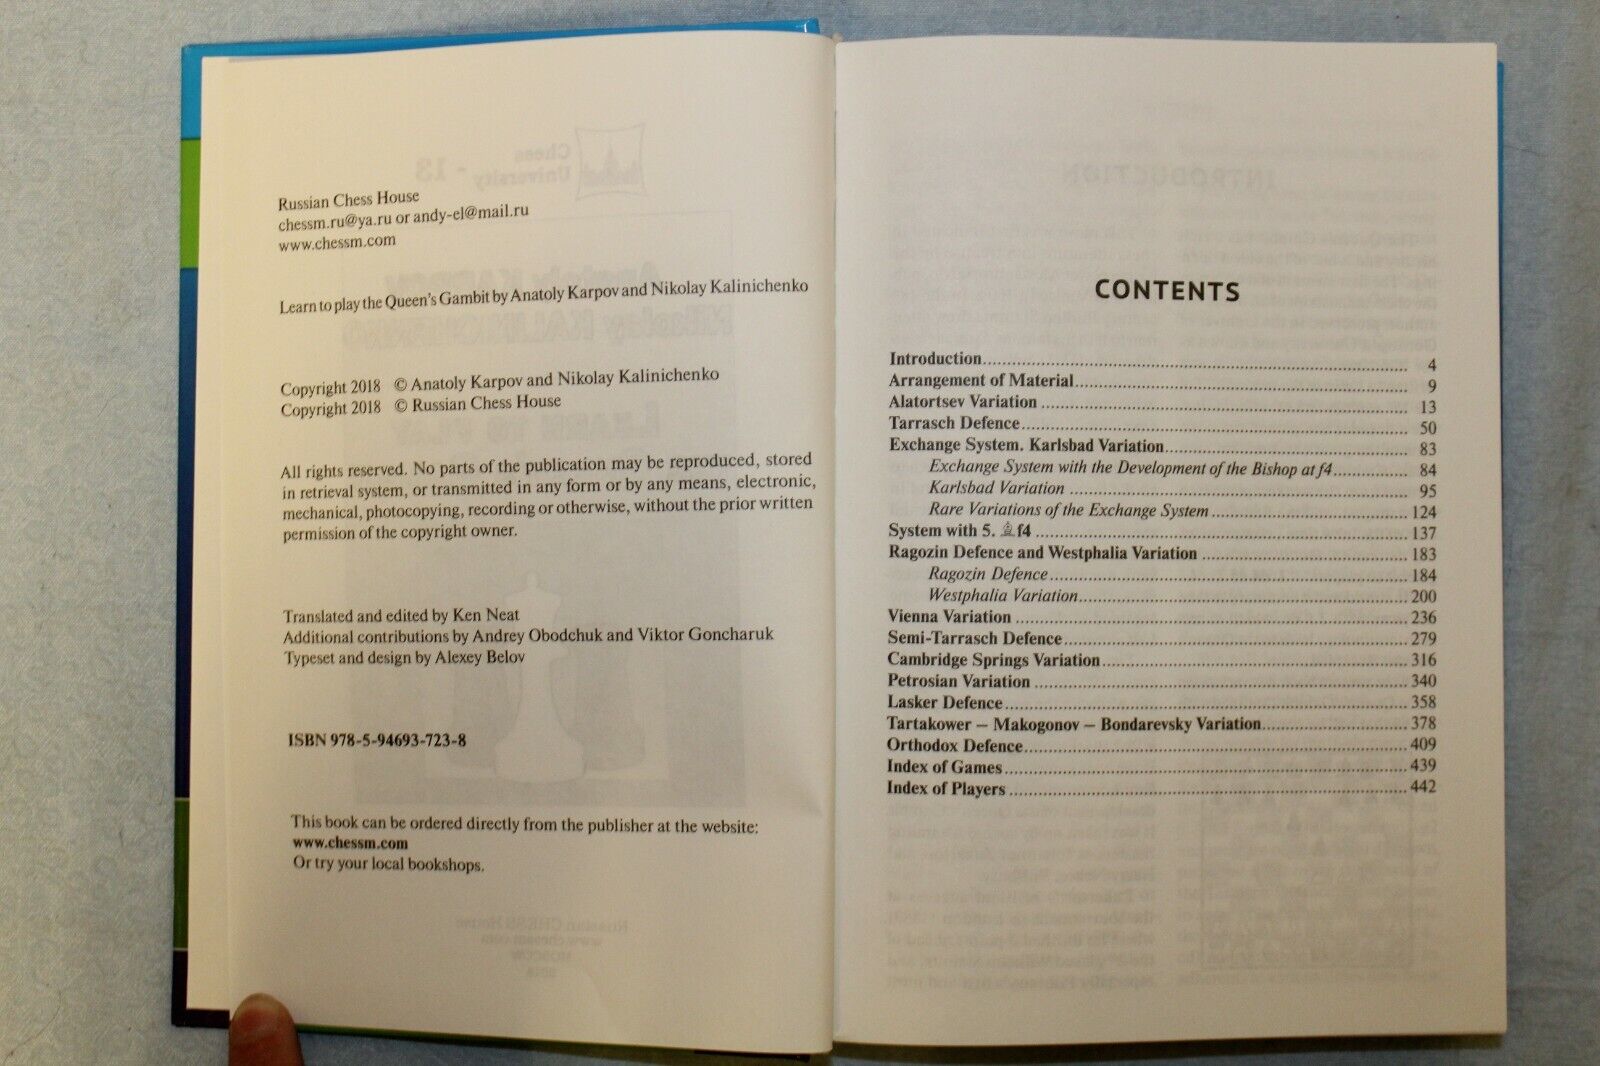 Russian Chess House
chessm.ru@ya.ru or andy-el@mail.ru
www.chessm.com
Learn to play the Queen's Gambit by Anatoly Karpov and Nikolay Kalinichenko
Copyright 2018 © Anatoly Karpov and Nikolay Kalinichenko
Copyright 2018 © Russian Chess House
All rights reserved. No parts of the publication may be reproduced, stored
in retrieval system, or transmitted in any form or by any means, electronic,
mechanical, photocopying, recording or otherwise, without the prior written
permission of the copyright owner.
Translated and edited by Ken Neat
Additional contributions by Andrey Obodchuk and Viktor Goncharuk
Typeset and design by Alexey Belov
ISBN 978-5-94693-723-8
This book can be ordered directly from the publisher at the website:
www.chessm.com
Or try your local bookshops.
CONTENTS
Introduction 4
Arrangement of Material 9
Alatortsev Variation 13
Tarrasch Defence 50
Exchange System. Karlsbad Variation 83
Exchange System with the Development of the Bishop at f4 84
Karlsbad Variation 95
Rare Variations of the Exchange System 124
System with 5. ♗f4 137
Ragozin Defence and Westphalia Variation 183
Ragozin Defence 184
Westphalia Variation 200
Vienna Variation 236
Semi-Tarrasch Defence 279
Cambridge Springs Variation 316
Petrosian Variation 340
Lasker Defence 358
Tartakower – Makogonov – Bondarevsky Variation 378
Orthodox Defence 409
Index of Games 439
Index of Players 442